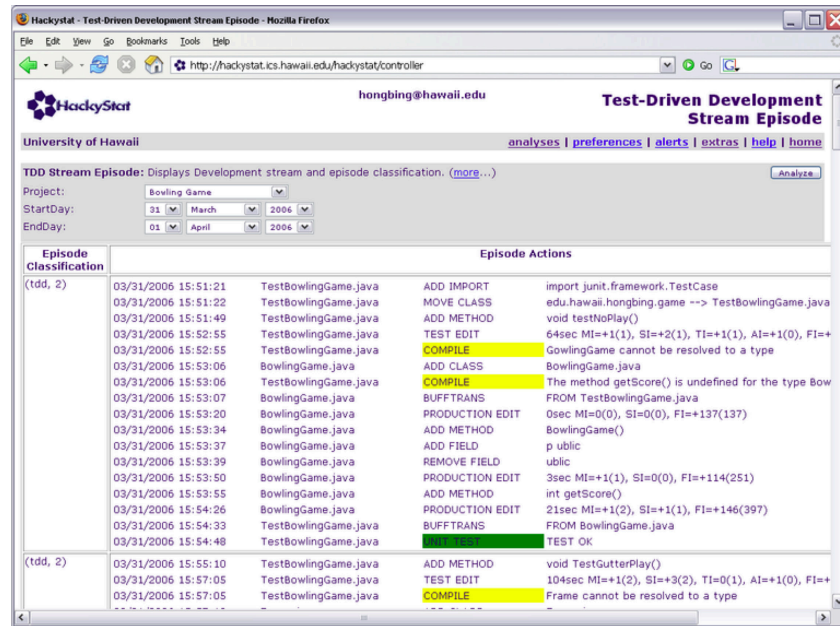 Hackystat - Test-Driven Development Stream Episode - Mozilla Firefox
File Edit View Go Bookmarks Tools Help
http://hackystat.ics.hawaii.edu/hackystat/controller Go
HackyStat hongbing@hawaii.edu Test-Driven Development
Stream Episode
University of Hawaii analyses | preferences | alerts | extras | help | home
TDD Stream Episode: Displays Development stream and episode classification. (more...) Analyze
Project: Bowling Game
StartDay: 31 March 2006
EndDay: 01 April 2006
Episode Classification Episode Actions
(tdd, 2) 03/31/2006 15:51:21 TestBowlingGame.java ADD IMPORT import junit.framework.TestCase
03/31/2006 15:51:22 TestBowlingGame.java MOVE CLASS edu.hawaii.hongbing.game --> TestBowlingGame.java
03/31/2006 15:51:49 TestBowlingGame.java ADD METHOD void testNoPlay()
03/31/2006 15:52:55 TestBowlingGame.java TEST EDIT 64sec MI=+1(1), SI=+2(1), TI=+1(1), AI=+1(0), FI=+
03/31/2006 15:52:55 TestBowlingGame.java COMPILE GowlingGame cannot be resolved to a type
03/31/2006 15:53:06 BowlingGame.java ADD CLASS BowlingGame.java
03/31/2006 15:53:06 TestBowlingGame.java COMPILE The method getScore() is undefined for the type Bow
03/31/2006 15:53:07 BowlingGame.java BUFFTRANS FROM TestBowlingGame.java
03/31/2006 15:53:20 BowlingGame.java PRODUCTION EDIT 0sec MI=0(0), SI=0(0), FI=+137(137)
03/31/2006 15:53:34 BowlingGame.java ADD METHOD BowlingGame()
03/31/2006 15:53:37 BowlingGame.java ADD FIELD p ublic
03/31/2006 15:53:39 BowlingGame.java REMOVE FIELD ublic
03/31/2006 15:53:50 BowlingGame.java PRODUCTION EDIT 3sec MI=+1(1), SI=0(0), FI=+114(251)
03/31/2006 15:53:55 BowlingGame.java ADD METHOD int getScore()
03/31/2006 15:54:26 BowlingGame.java PRODUCTION EDIT 21sec MI=+1(2), SI=+1(1), FI=+146(397)
03/31/2006 15:54:33 TestBowlingGame.java BUFFTRANS FROM BowlingGame.java
03/31/2006 15:54:48 TestBowlingGame.java UNIT TEST TEST OK
(tdd, 2) 03/31/2006 15:55:10 TestBowlingGame.java ADD METHOD void TestGutterPlay()
03/31/2006 15:57:05 TestBowlingGame.java TEST EDIT 104sec MI=+1(2), SI=+3(2), TI=0(1), AI=+1(0), FI=+
03/31/2006 15:57:05 TestBowlingGame.java COMPILE Frame cannot be resolved to a type